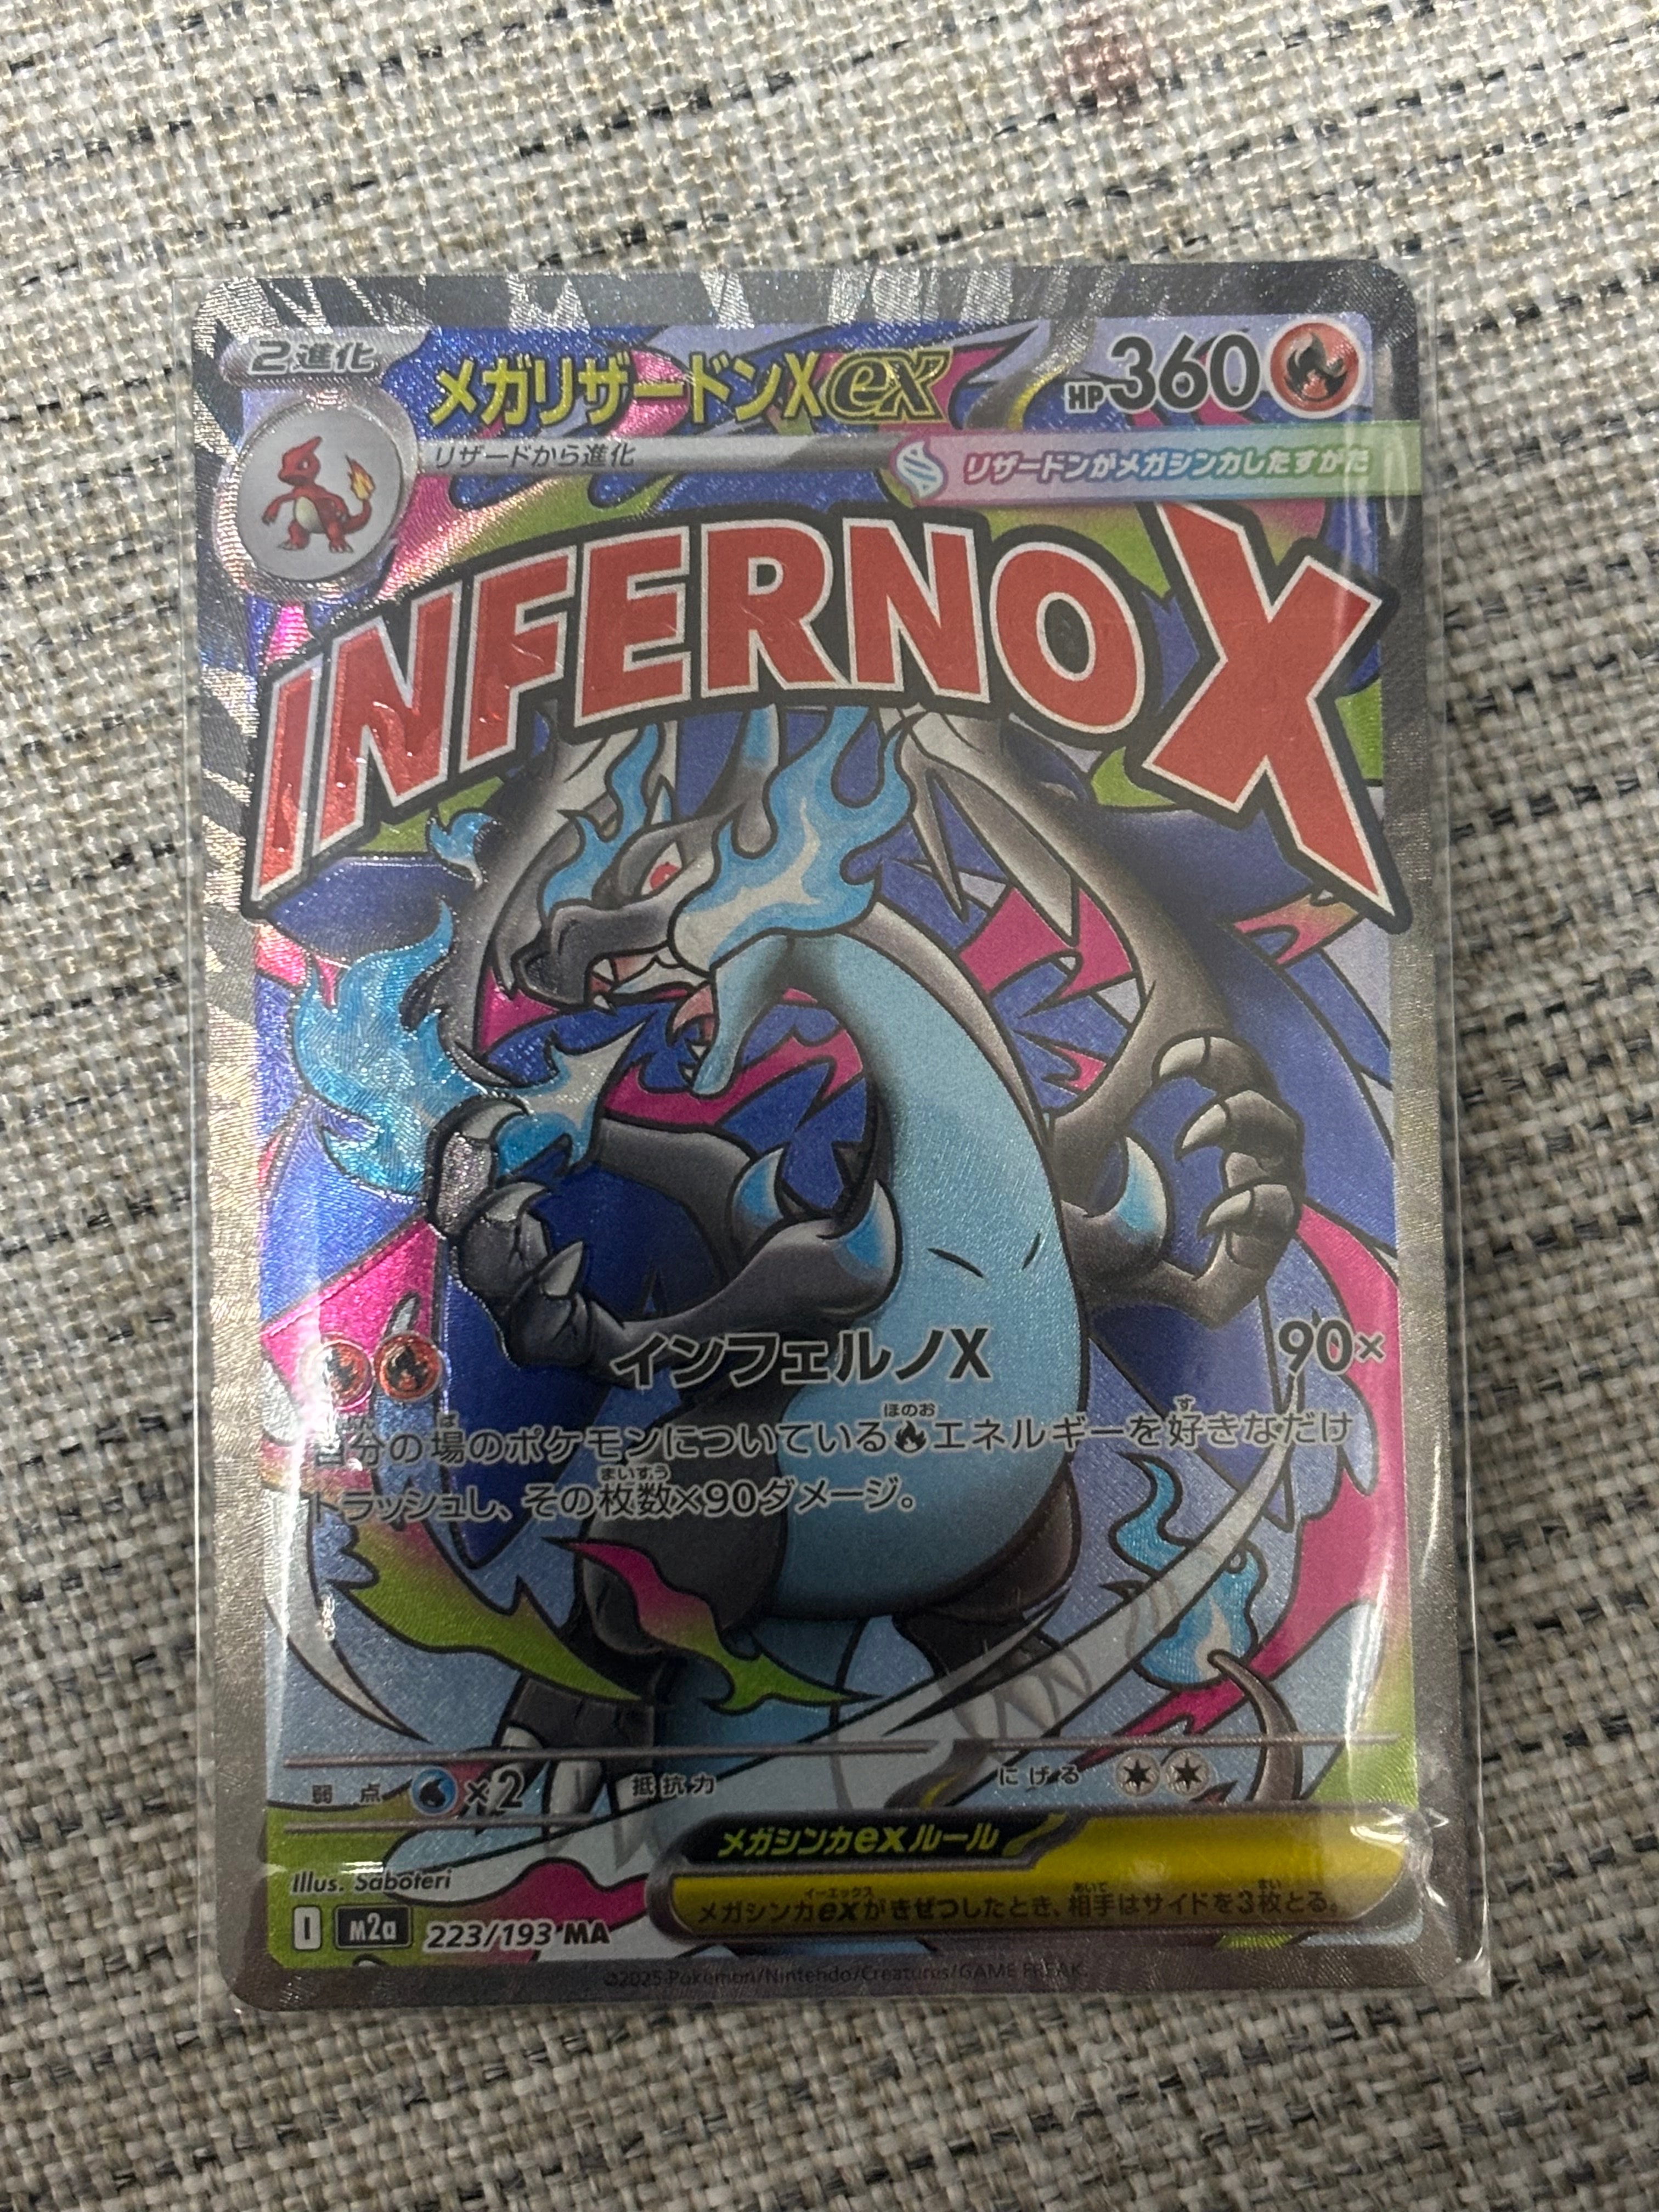 2進化
メガリザードンXex
HP360
リザードから進化
リザードンがメガシンカしたすがた
INFERNO X
インフェルノX 90×
自分の場のポケモンについているエネルギーを好きなだけ
トラッシュし、その枚数×90ダメージ。
弱点 ×2 抵抗力 にげる
メガシンカexルール
メガシンカexがきぜつしたとき、相手はサイドを3枚とる。
Illus. Saboteri
I m2a 223/193 MA
©2025 Pokémon/Nintendo/Creatures/GAME FREAK.